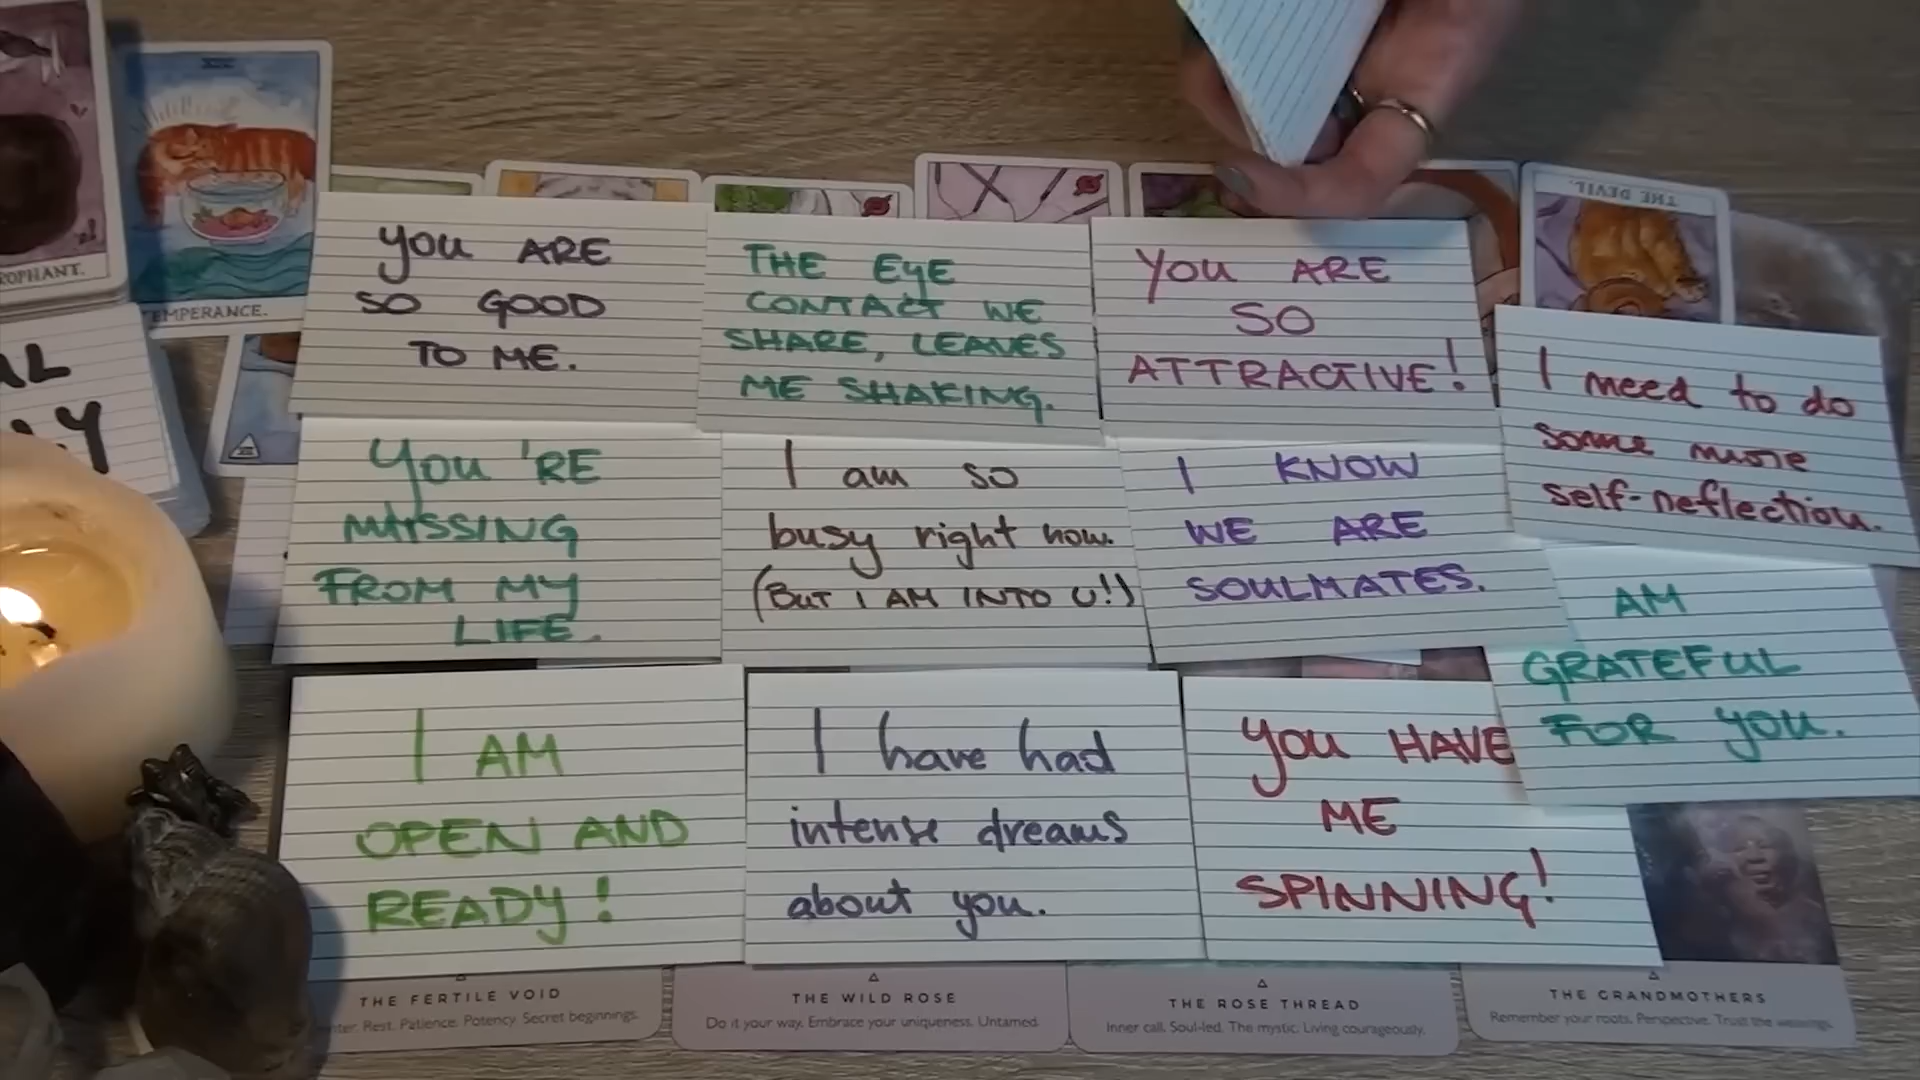 ROPHANT.
XIV
TEMPERANCE.
THE DEVIL.
AL
LY
YOU ARE
SO GOOD
TO ME.
THE EYE
CONTACT WE
SHARE, LEAVES
ME SHAKING.
YOU ARE
SO
ATTRACTIVE!
I need to do
some more
self-reflection.
YOU'RE
MISSING
FROM MY
LIFE.
I am so
busy right now.
(BUT I AM INTO U!!)
I KNOW
WE ARE
SOULMATES.
AM
GRATEFUL
FOR YOU.
I AM
OPEN AND
READY!
I have had
intense dreams
about you.
YOU HAVE
ME
SPINNING!
THE FERTILE VOID
nter. Rest. Patience. Potency. Secret beginnings.
THE WILD ROSE
Do it your way. Embrace your uniqueness. Untamed.
THE ROSE THREAD
Inner call. Soul-led. The mystic. Living courageously.
THE GRANDMOTHERS
Remember your roots. Perspective. Trust the